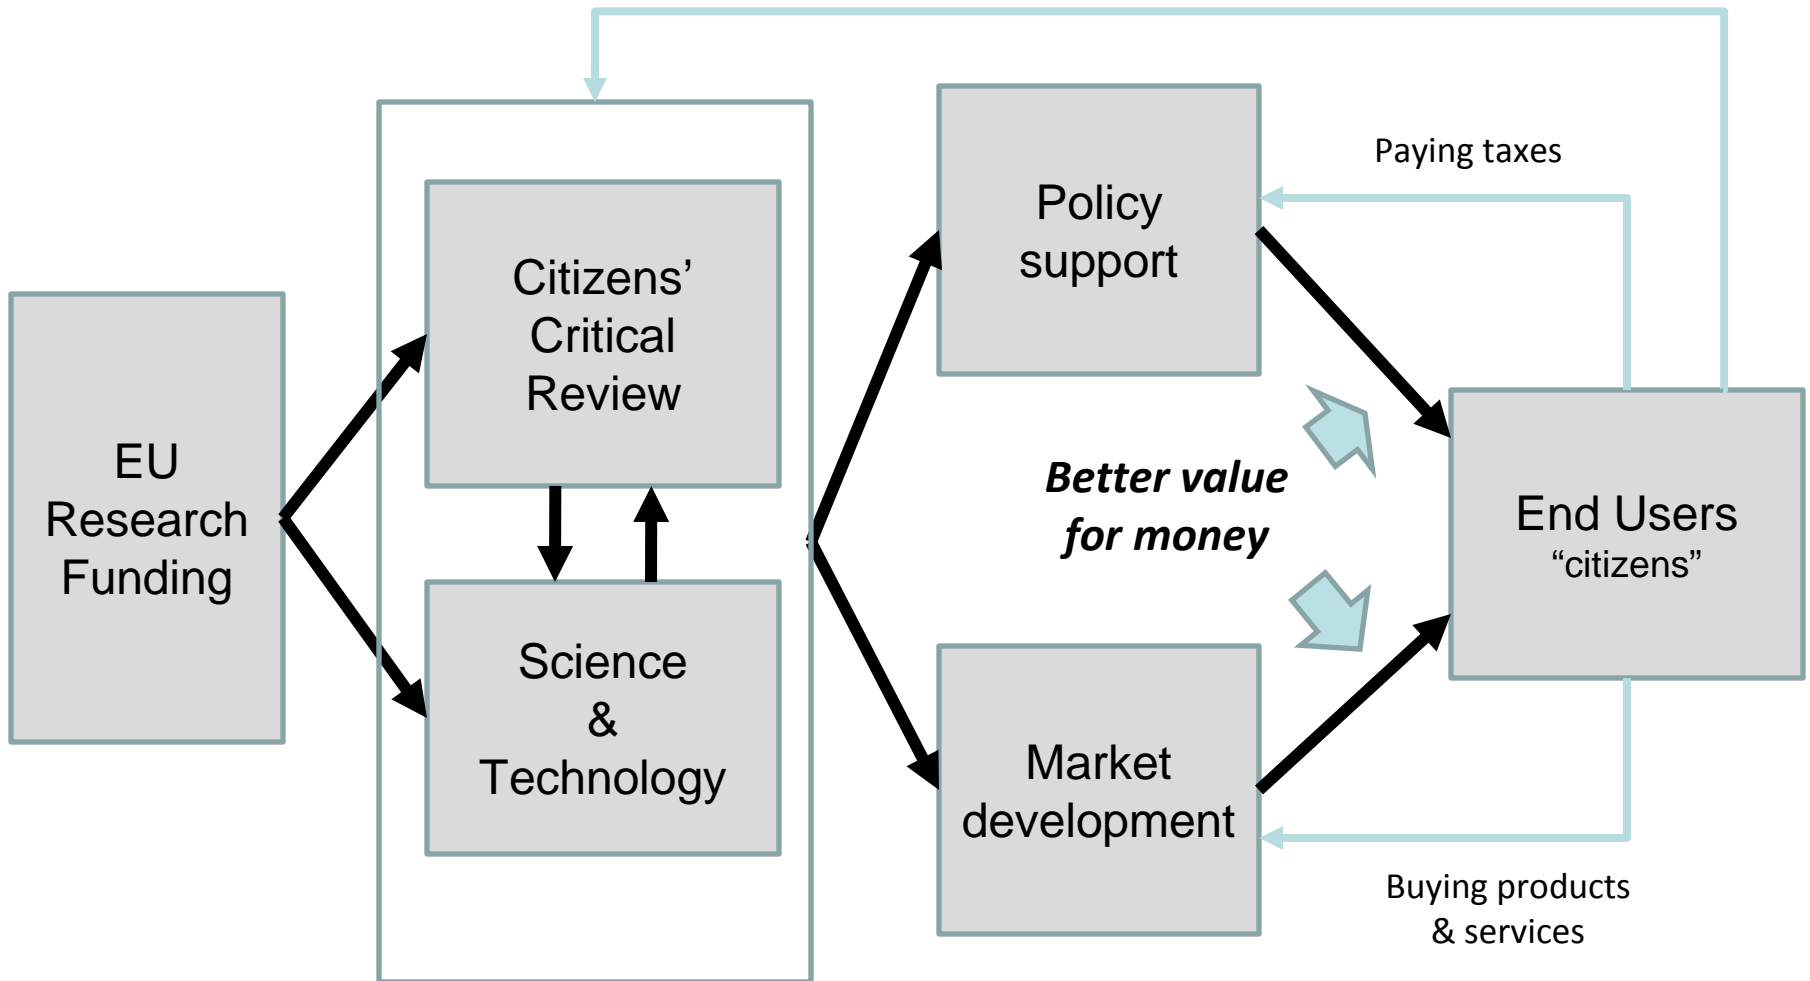 EU
Research
Funding
Citizens’
Critical
Review
Science
&
Technology
Policy
support
Better value
for money
Market
development
Paying taxes
End Users
“citizens”
Buying products
& services